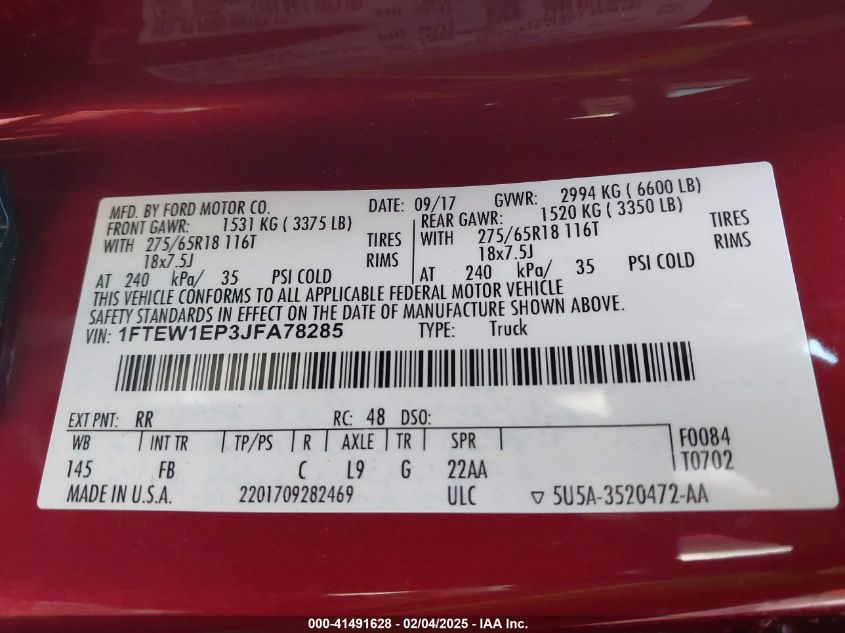 MFD. BY FORD MOTOR CO. DATE: 09/17 GVWR: 2994 KG ( 6600 LB)
FRONT GAWR: 1531 KG ( 3375 LB) REAR GAWR: 1520 KG ( 3350 LB)
WITH 275/65R18 116T TIRES WITH 275/65R18 116T TIRES
18x7.5J RIMS 18x7.5J RIMS
AT 240 kPa/ 35 PSI COLD AT 240 kPa/ 35 PSI COLD
THIS VEHICLE CONFORMS TO ALL APPLICABLE FEDERAL MOTOR VEHICLE
SAFETY STANDARDS IN EFFECT ON THE DATE OF MANUFACTURE SHOWN ABOVE.
VIN: 1FTEW1EP3JFA78285 TYPE: Truck
EXT PNT: RR RC: 48 DSO:
WB INT TR TP/PS R AXLE TR SPR F0084
145 FB C L9 G 22AA T0702
MADE IN U.S.A. 2201709282469 ULC ▽ 5U5A-3520472-AA
000-41491628 - 02/04/2025 - IAA Inc.